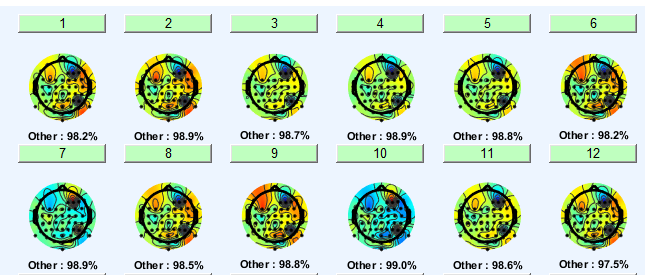 1 2 3 4 5 6
Other : 98.2% Other : 98.9% Other : 98.7% Other : 98.9% Other : 98.8% Other : 98.2%
7 8 9 10 11 12
Other : 98.9% Other : 98.5% Other : 98.8% Other : 99.0% Other : 98.6% Other : 97.5%